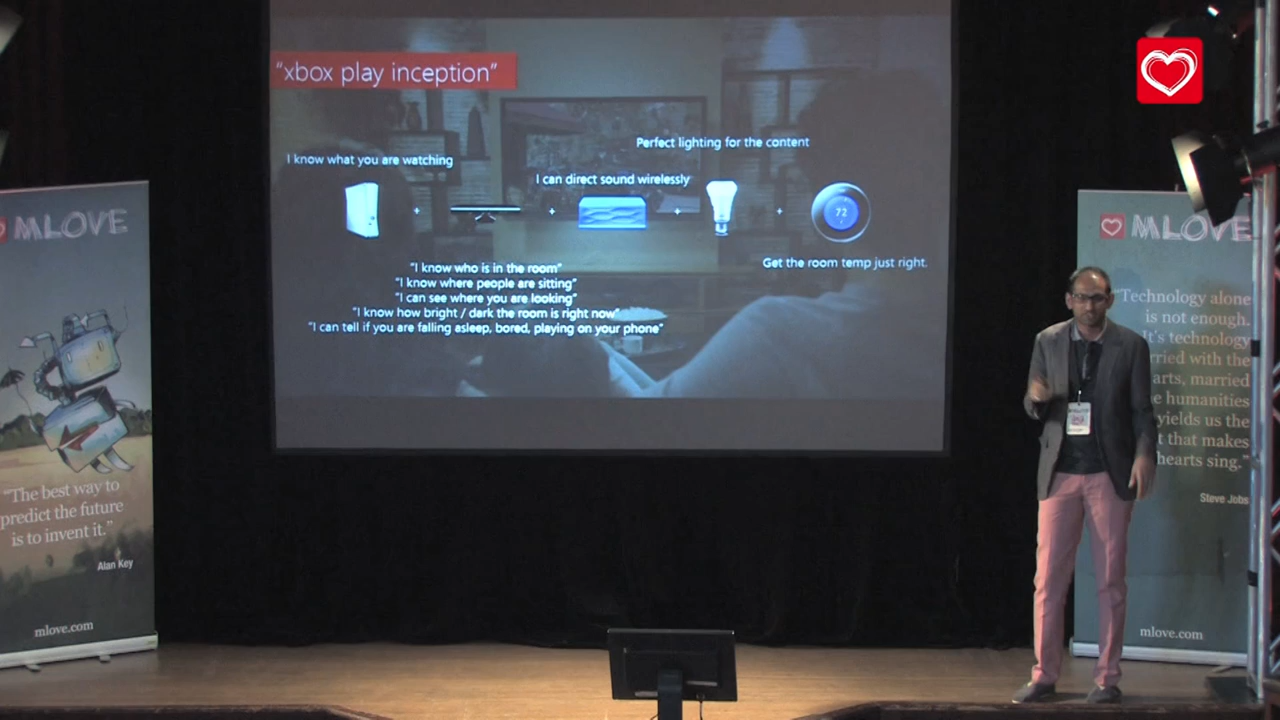 "xbox play inception"
Perfect lighting for the content
I know what you are watching
I can direct sound wirelessly
72
Get the room temp just right.
"I know who is in the room"
"I know where people are sitting"
"I can see where you are looking"
"I know how bright / dark the room is right now"
"I can tell if you are falling asleep, bored, playing on your phone"
MLOVE
"The best way to
predict the future
is to invent it."
Alan Key
mlove.com
MLOVE
"Technology alone
is not enough.
It's technology
rried with the
arts, married
e humanities
yields us the
t that makes
hearts sing."
Steve Jobs
mlove.com